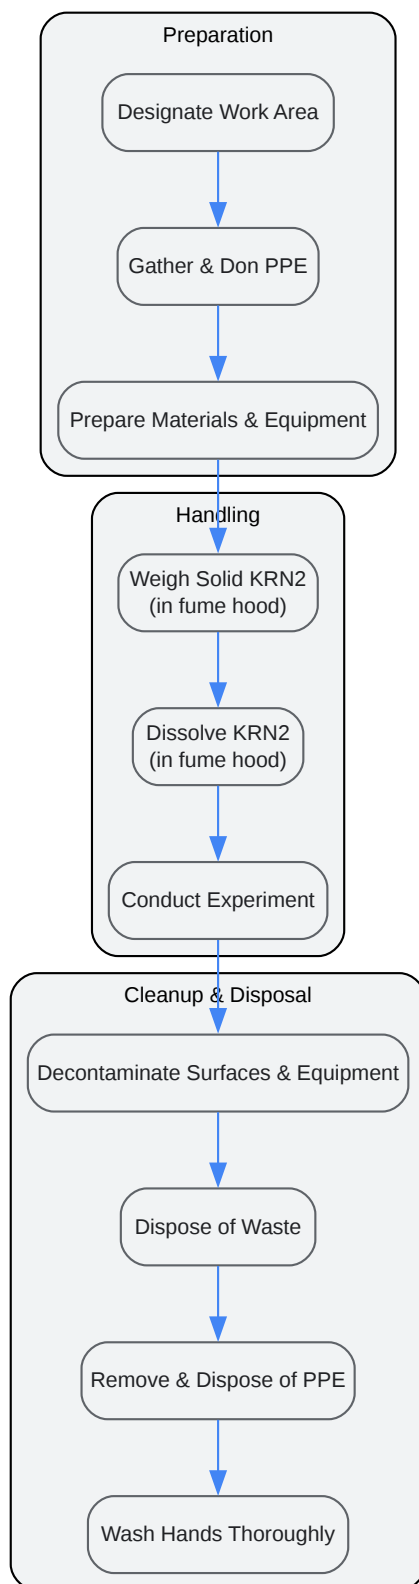 Preparation
Designate Work Area
Gather & Don PPE
Prepare Materials & Equipment
Handling
Weigh Solid KRN2
(in fume hood)
Dissolve KRN2
(in fume hood)
Conduct Experiment
Cleanup & Disposal
Decontaminate Surfaces & Equipment
Dispose of Waste
Remove & Dispose of PPE
Wash Hands Thoroughly